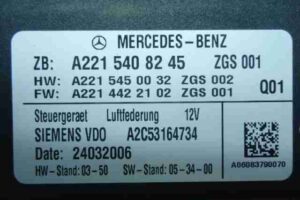 MERCEDES-BENZ
ZB: A221 540 82 45 ZGS 001
HW: A221 545 00 32 ZGS 002
FW: A221 442 21 02 ZGS 001 Q01
Steuergeraet Luftfederung 12V
SIEMENS VDO A2C53164734
Date: 24032006
HW-Stand: 03-50 SW-Stand: 05-34-00